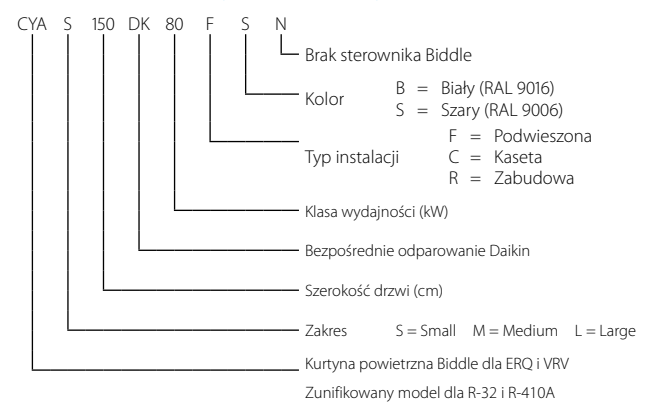 CYA S 150 DK 80 F S N
Brak sterownika Biddle
Kolor B = Biały (RAL 9016)
S = Szary (RAL 9006)
Typ instalacji F = Podwieszona
C = Kaseta
R = Zabudowa
Klasa wydajności (kW)
Bezpośrednie odparowanie Daikin
Szerokość drzwi (cm)
Zakres S = Small M = Medium L = Large
Kurtyna powietrzna Biddle dla ERQ i VRV
Zunifikowany model dla R-32 i R-410A